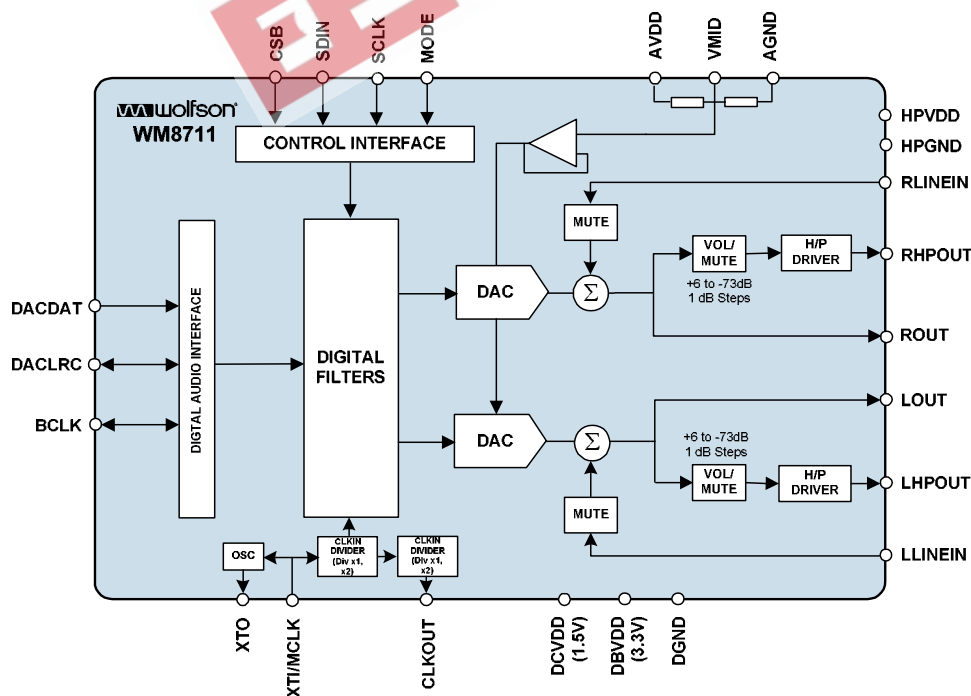 CSB
SDIN
SCLK
MODE
AVDD
VMID
AGND
wolfson®
WM8711
CONTROL INTERFACE
HPVDD
HPGND
RLINEIN
MUTE
VOL/
MUTE
H/P
DRIVER
RHPOUT
+6 to -73dB
1 dB Steps
DAC
Σ
DACDAT
DACLRC
BCLK
DIGTAL AUDIO INTERFACE
DIGITAL
FILTERS
ROUT
LOUT
DAC
Σ
+6 to -73dB
1 dB Steps
VOL/
MUTE
H/P
DRIVER
LHPOUT
MUTE
LLINEIN
OSC
CLKIN
DIVIDER
(Div x1,
x2)
CLKIN
DIVIDER
(Div x1,
x2)
XTO
XTI/MCLK
CLKOUT
DCVDD
(1.5V)
DBVDD
(3.3V)
DGND